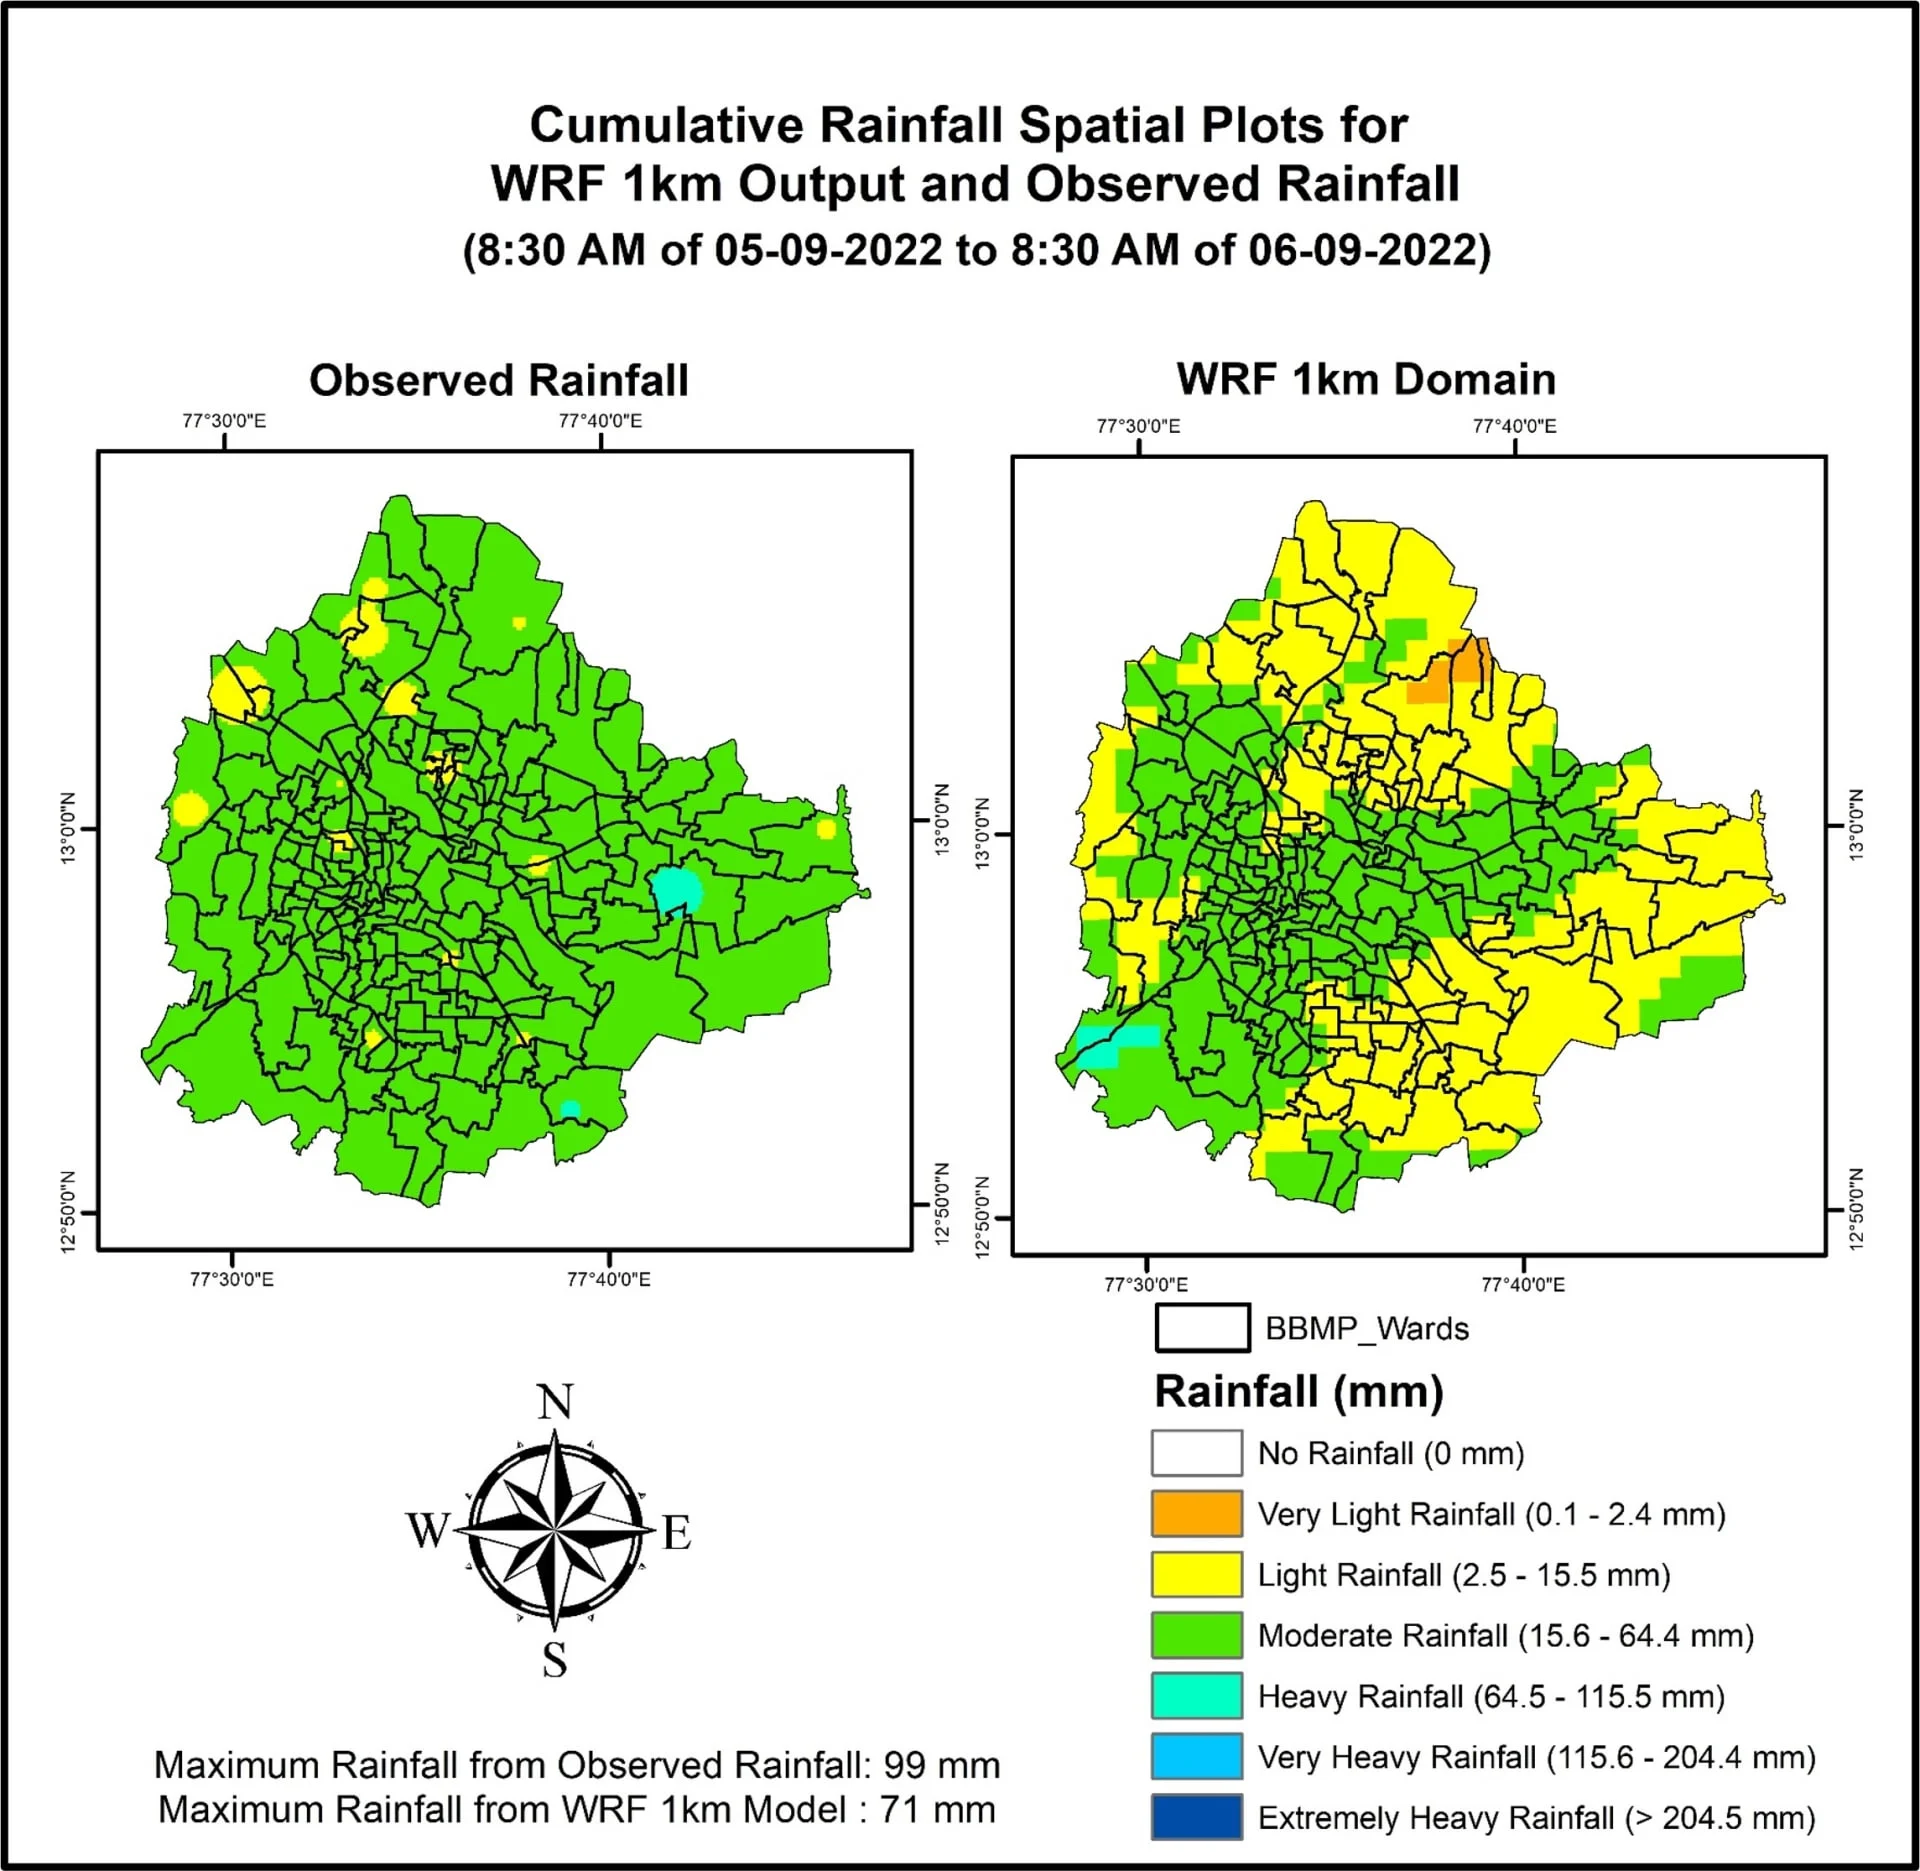 Cumulative Rainfall Spatial Plots for
WRF 1km Output and Observed Rainfall
(8:30 AM of 05-09-2022 to 8:30 AM of 06-09-2022)
Observed Rainfall
77°30'0"E
77°40'0"E
13°0'0"N
13°0'0"N
12°50'0"N
12°50'0"N
77°30'0"E
77°40'0"E
WRF 1km Domain
77°30'0"E
77°40'0"E
13°0'0"N
13°0'0"N
12°50'0"N
12°50'0"N
77°30'0"E
77°40'0"E
BBMP_Wards
Rainfall (mm)
No Rainfall (0 mm)
Very Light Rainfall (0.1 - 2.4 mm)
Light Rainfall (2.5 - 15.5 mm)
Moderate Rainfall (15.6 - 64.4 mm)
Heavy Rainfall (64.5 - 115.5 mm)
Very Heavy Rainfall (115.6 - 204.4 mm)
Extremely Heavy Rainfall (> 204.5 mm)
N
W
E
S
Maximum Rainfall from Observed Rainfall: 99 mm
Maximum Rainfall from WRF 1km Model : 71 mm